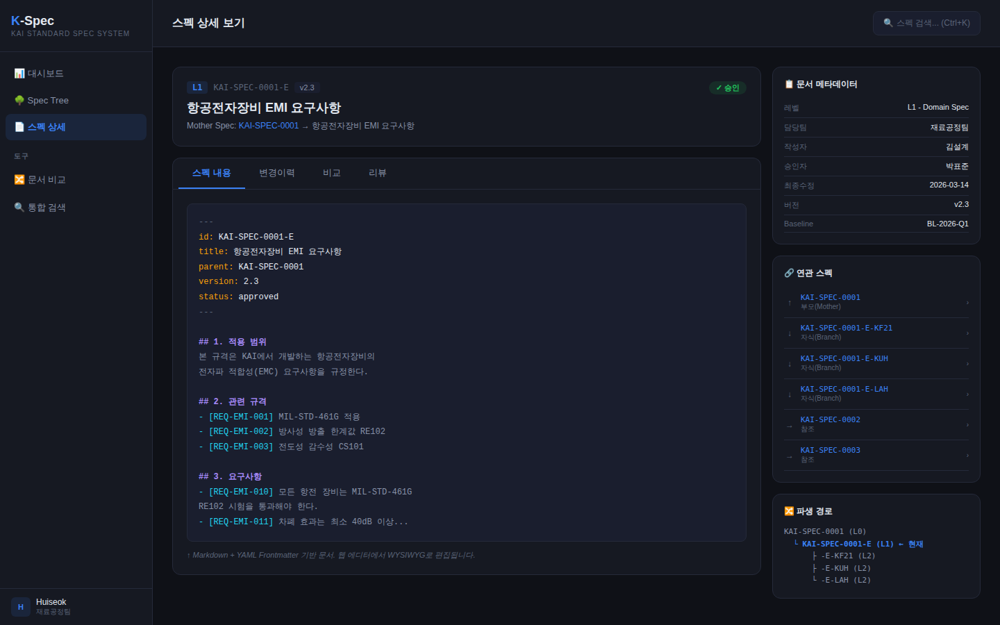 K-Spec
KAI STANDARD SPEC SYSTEM
📊 대시보드
🌳 Spec Tree
📄 스펙 상세
도구
🔀 문서 비교
🔍 통합 검색
H
Huiseok
재료공정팀
스펙 상세 보기
🔍 스펙 검색... (Ctrl+K)
L1 KAI-SPEC-0001-E v2.3
✓ 승인
항공전자장비 EMI 요구사항
Mother Spec: KAI-SPEC-0001 → 항공전자장비 EMI 요구사항
스펙 내용 변경이력 비교 리뷰
---
id: KAI-SPEC-0001-E
title: 항공전자장비 EMI 요구사항
parent: KAI-SPEC-0001
version: 2.3
status: approved
---
## 1. 적용 범위
본 규격은 KAI에서 개발하는 항공전자장비의
전자파 적합성(EMC) 요구사항을 규정한다.
## 2. 관련 규격
- [REQ-EMI-001] MIL-STD-461G 적용
- [REQ-EMI-002] 방사성 방출 한계값 RE102
- [REQ-EMI-003] 전도성 감수성 CS101
## 3. 요구사항
- [REQ-EMI-010] 모든 항전 장비는 MIL-STD-461G
RE102 시험을 통과해야 한다.
- [REQ-EMI-011] 차폐 효과는 최소 40dB 이상...
↑ Markdown + YAML Frontmatter 기반 문서. 웹 에디터에서 WYSIWYG로 편집됩니다.
📋 문서 메타데이터
레벨 L1 - Domain Spec
담당팀 재료공정팀
작성자 김설계
승인자 박표준
최종수정 2026-03-14
버전 v2.3
Baseline BL-2026-Q1
🔗 연관 스펙
↑ KAI-SPEC-0001 ›
부모(Mother)
↓ KAI-SPEC-0001-E-KF21 ›
자식(Branch)
↓ KAI-SPEC-0001-E-KUH ›
자식(Branch)
↓ KAI-SPEC-0001-E-LAH ›
자식(Branch)
→ KAI-SPEC-0002 ›
참조
→ KAI-SPEC-0003 ›
참조
🔀 파생 경로
KAI-SPEC-0001 (L0)
└ KAI-SPEC-0001-E (L1) ← 현재
├ -E-KF21 (L2)
├ -E-KUH (L2)
└ -E-LAH (L2)